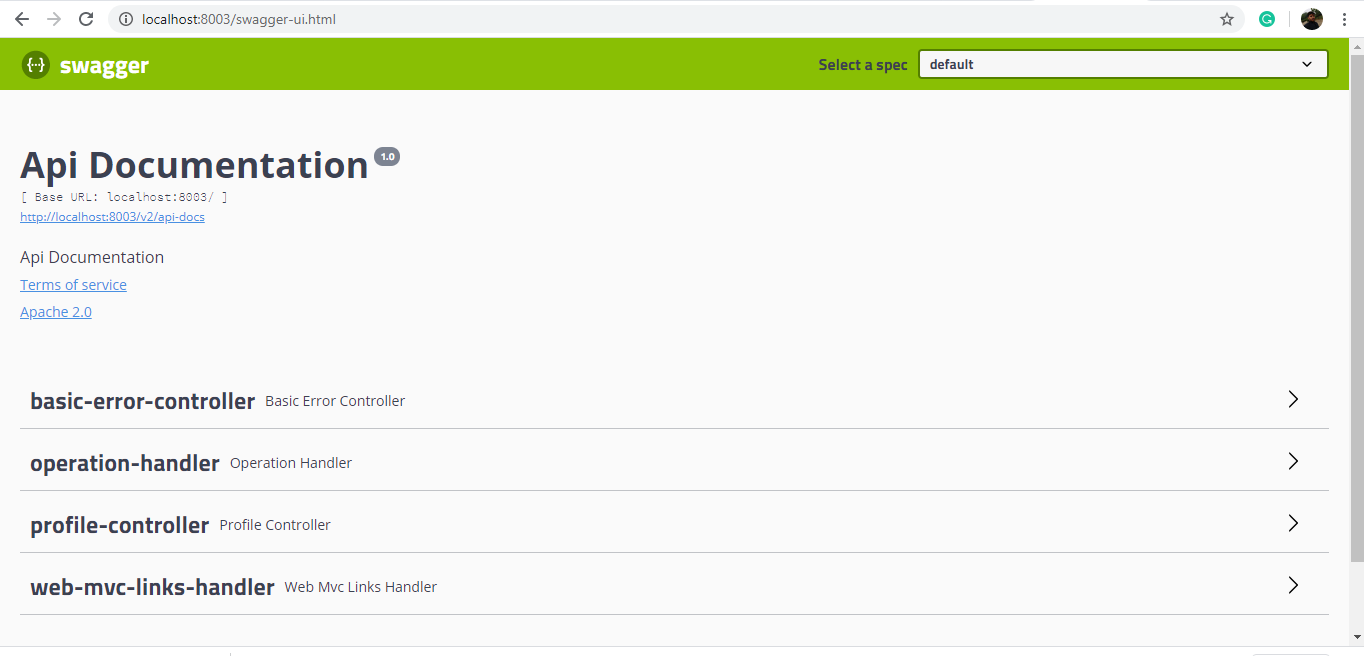 localhost:8003/swagger-ui.html
{··} swagger Select a spec default
Api Documentation 1.0
[ Base URL: localhost:8003/ ]
http://localhost:8003/v2/api-docs
Api Documentation
Terms of service
Apache 2.0
basic-error-controller Basic Error Controller
operation-handler Operation Handler
profile-controller Profile Controller
web-mvc-links-handler Web Mvc Links Handler